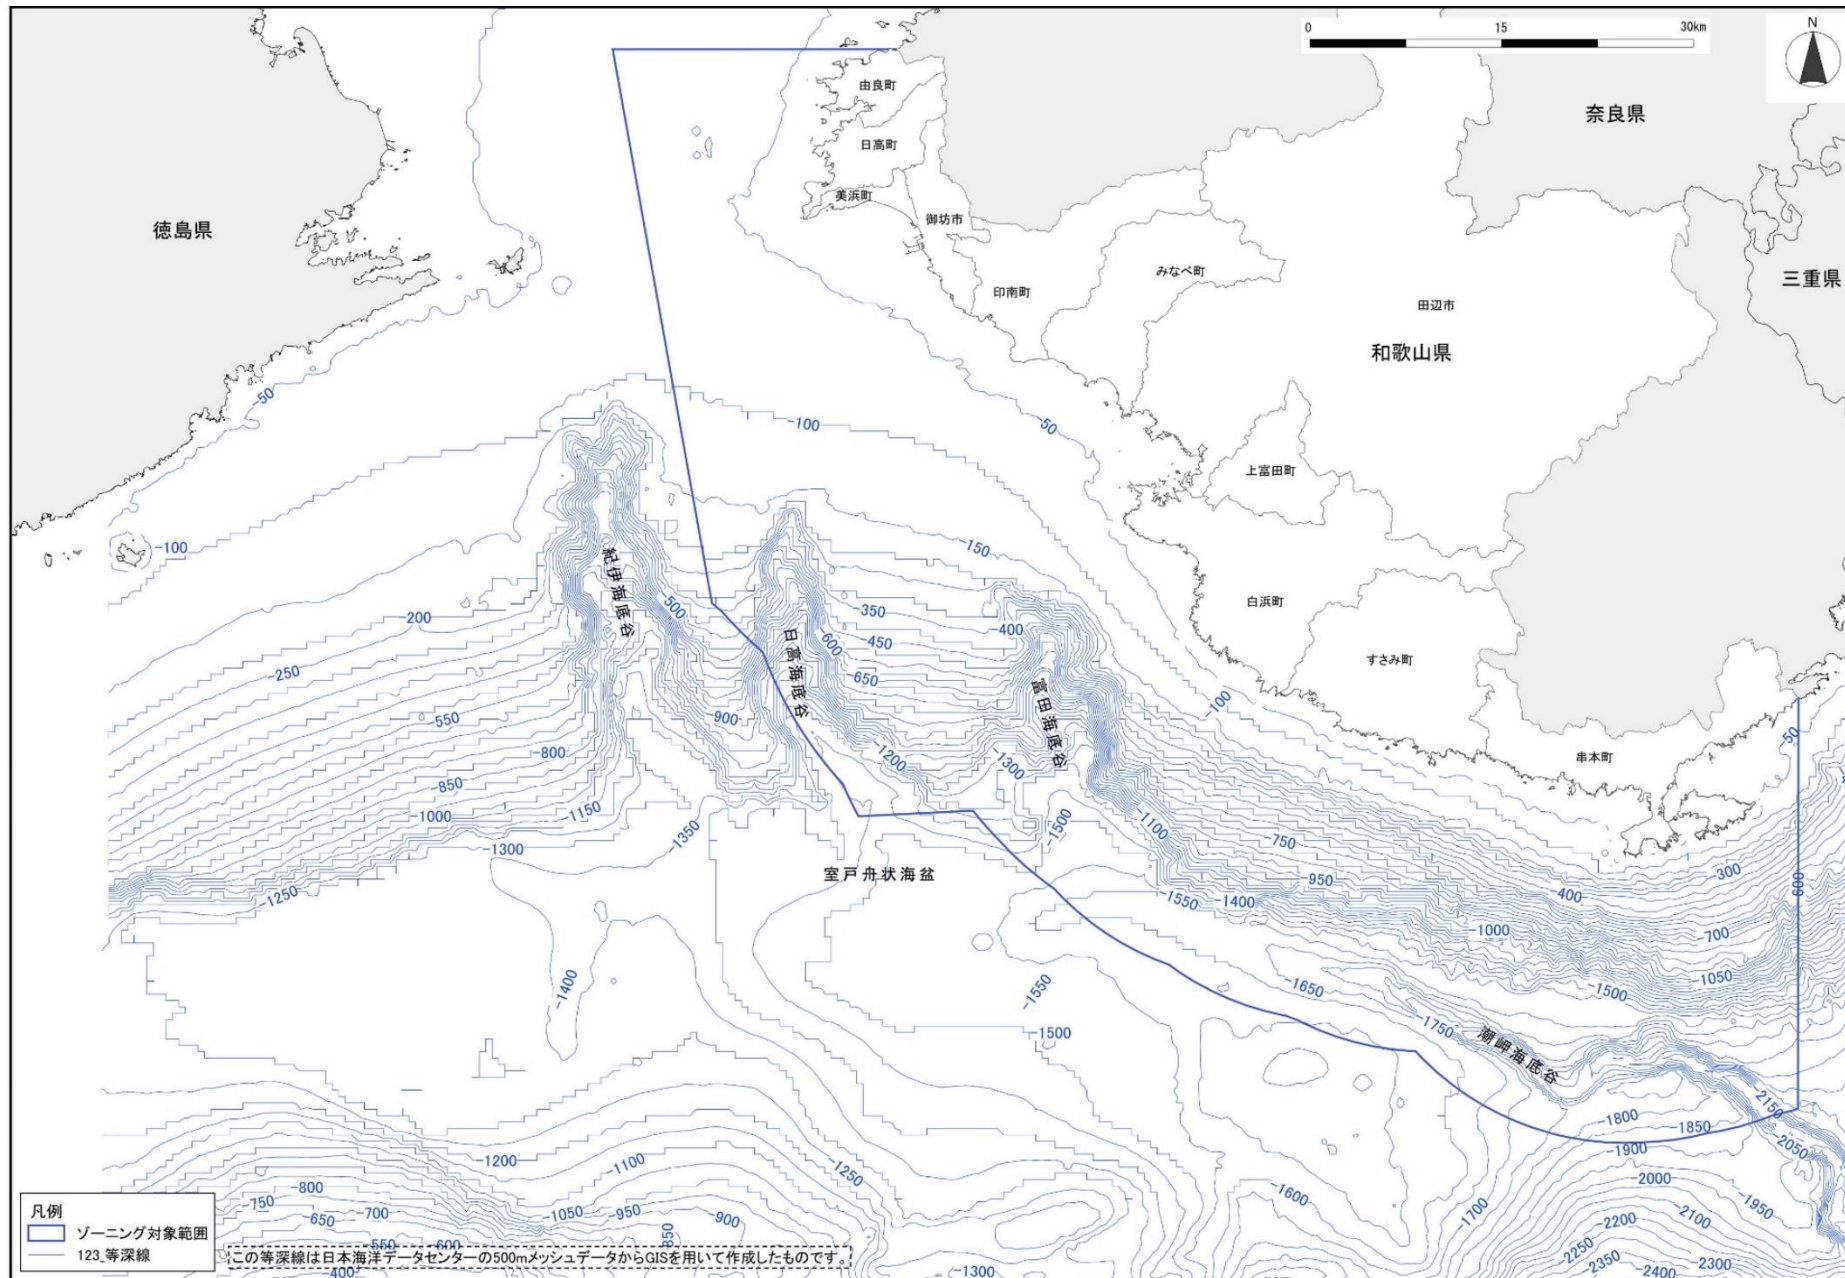 0 15 30km
N
由良町
奈良県
日高町
美浜町
徳島県
御坊市
みなべ町
三重県
印南町
田辺市
和歌山県
-50
-100
-50
上富田町
-100
-150
紀伊海底谷
500
白浜町
-200
-350
-400
600
-450
日高海底谷
すさみ町
-250
-650
富田海底谷
-100
-550
-900
-50
-800
-1200
-1300
串本町
-850
-1000
-1150
-1350
-1500
-1100
-750
-1300
室戸舟状海盆
-300
-950
600
-1250
-1550
-1400
-400
-1000
-700
-1400
-1550
-1650
-1500
-1050
-1500
-1750
潮岬海底谷
-2150
-1800
-1850
-2050
-1900
-1200
-1100
-1250
-2000
-800
-1600
-1950
-750
-700
-1050
-950
-900
-1700
-2100
-650
-2200
850
-2250
-550
-600
-2350
-2300
-400
-1300
-2400
凡例
ゾーニング対象範囲
123_等深線
この等深線は日本海洋データセンターの500mメッシュデータからGISを用いて作成したものです。